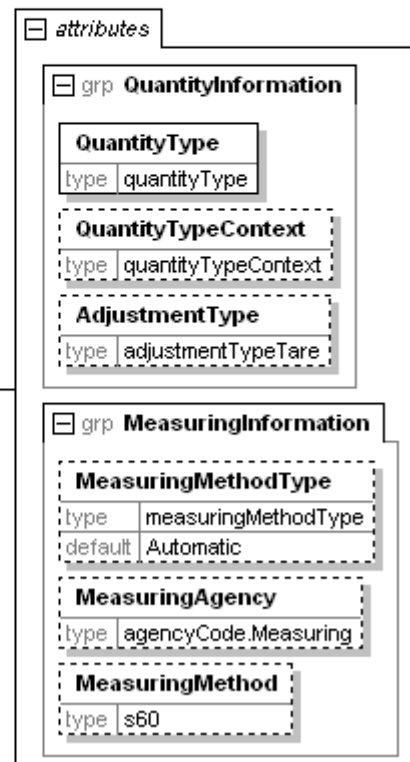 attributes
grp QuantityInformation
QuantityType
type quantityType
QuantityTypeContext
type quantityTypeContext
AdjustmentType
type adjustmentTypeTare
grp MeasuringInformation
MeasuringMethodType
type measuringMethodType
default Automatic
MeasuringAgency
type agencyCode.Measuring
MeasuringMethod
type s60